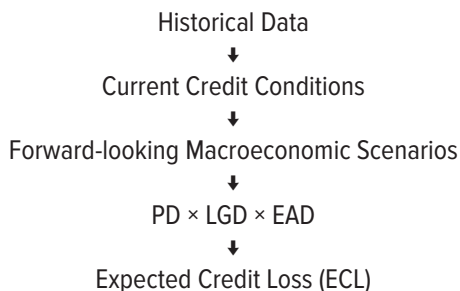 Historical Data
↓
Current Credit Conditions
↓
Forward-looking Macroeconomic Scenarios
↓
PD × LGD × EAD
↓
Expected Credit Loss (ECL)